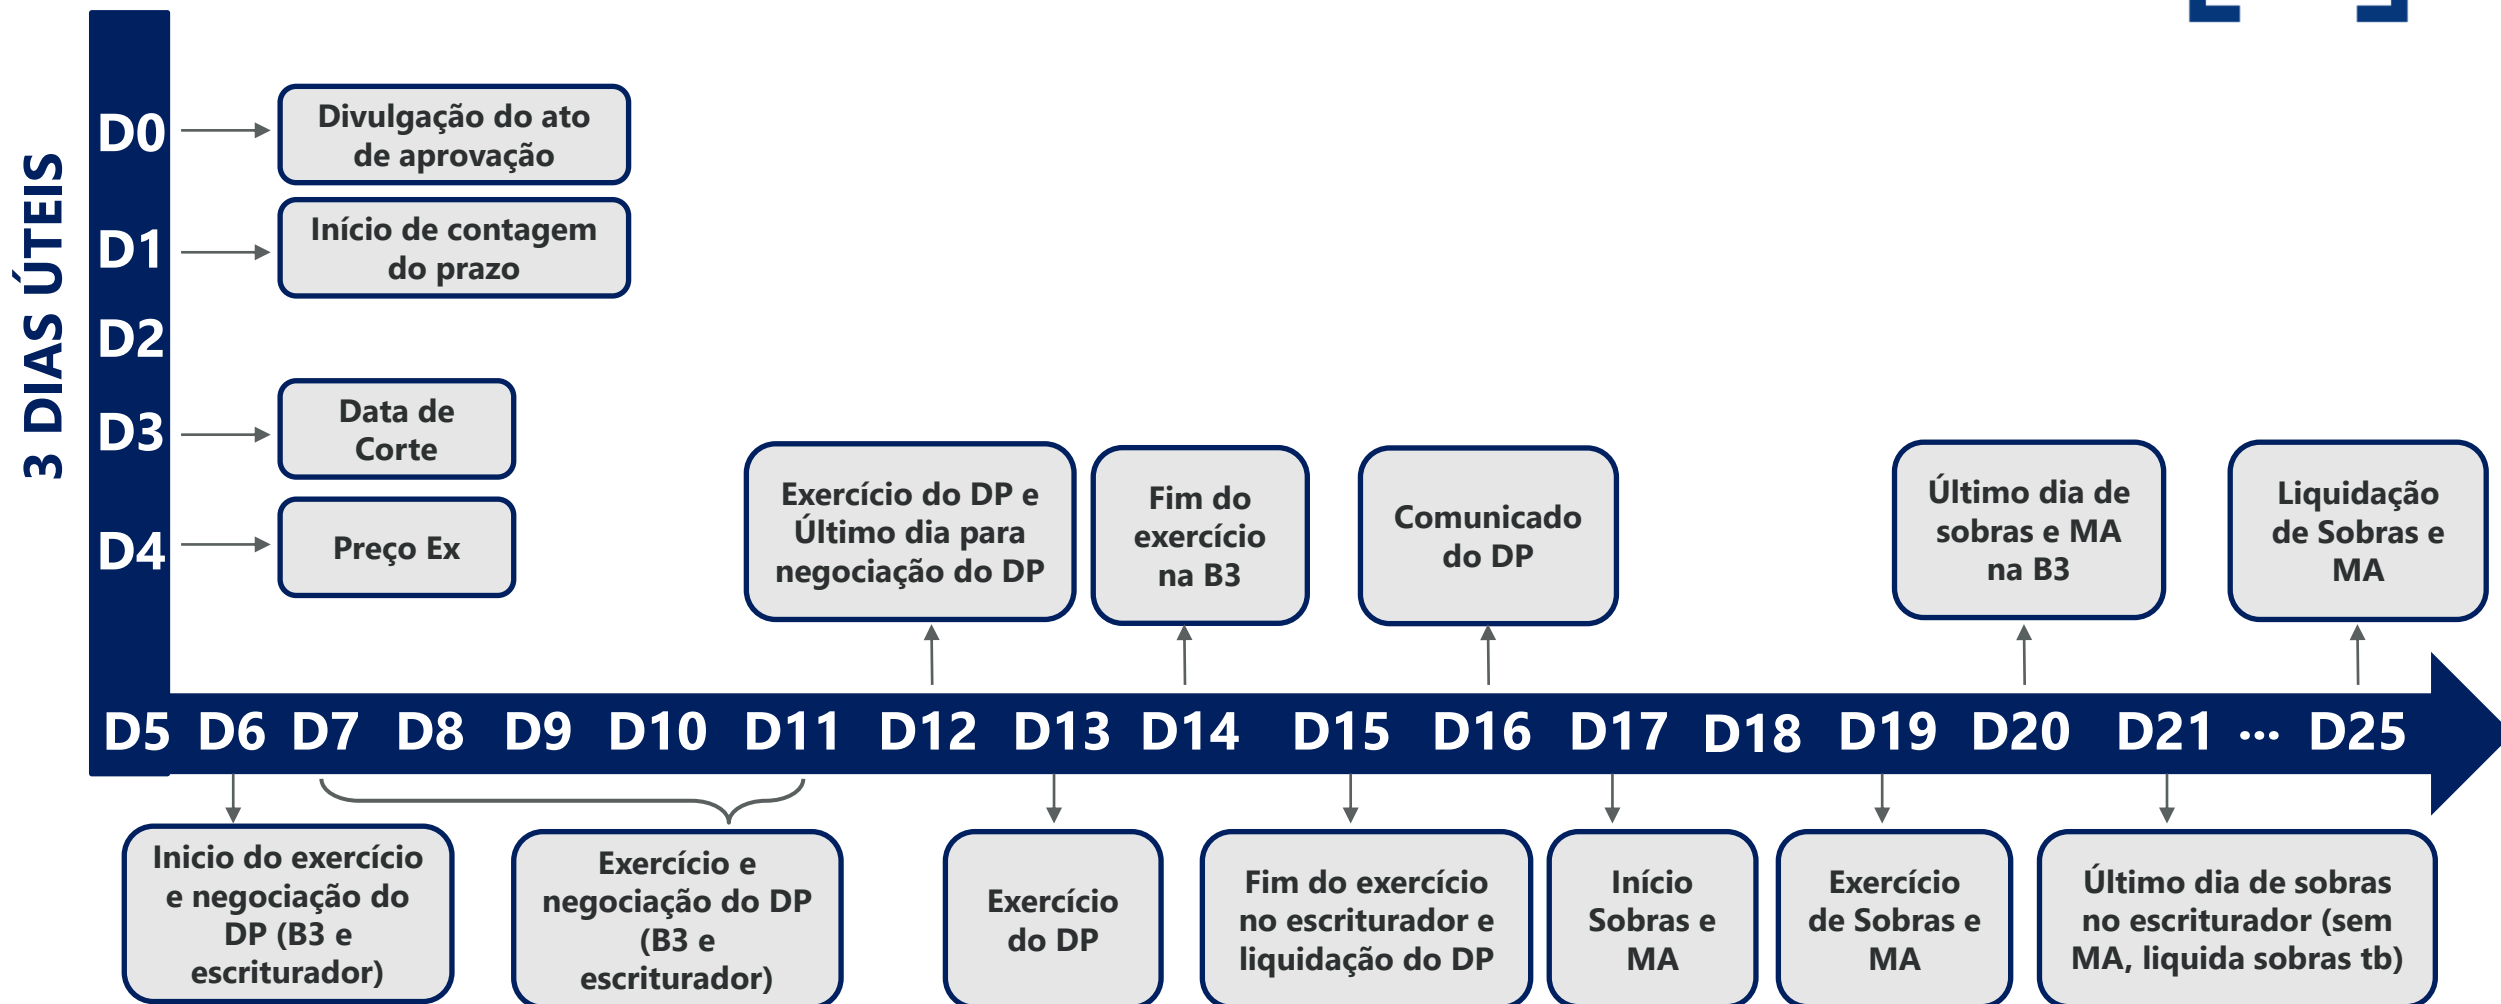 3 DIAS ÚTEIS
D0
Divulgação do ato
de aprovação
D1
Início de contagem
do prazo
D2
D3
Data de
Corte
D4
Preço Ex
Exercício do DP e
Último dia para
negociação do DP
Fim do
exercício
na B3
Comunicado
do DP
Último dia de
sobras e MA
na B3
Liquidação
de Sobras e
MA
D5 D6 D7 D8 D9 D10 D11 D12 D13 D14 D15 D16 D17 D18 D19 D20 D21 ... D25
Inicio do exercício
e negociação do
DP (B3 e
escriturador)
Exercício e
negociação do DP
(B3 e
escriturador)
Exercício
do DP
Fim do exercício
no escriturador e
liquidação do DP
Início
Sobras e
MA
Exercício
de Sobras e
MA
Último dia de sobras
no escriturador (sem
MA, liquida sobras tb)